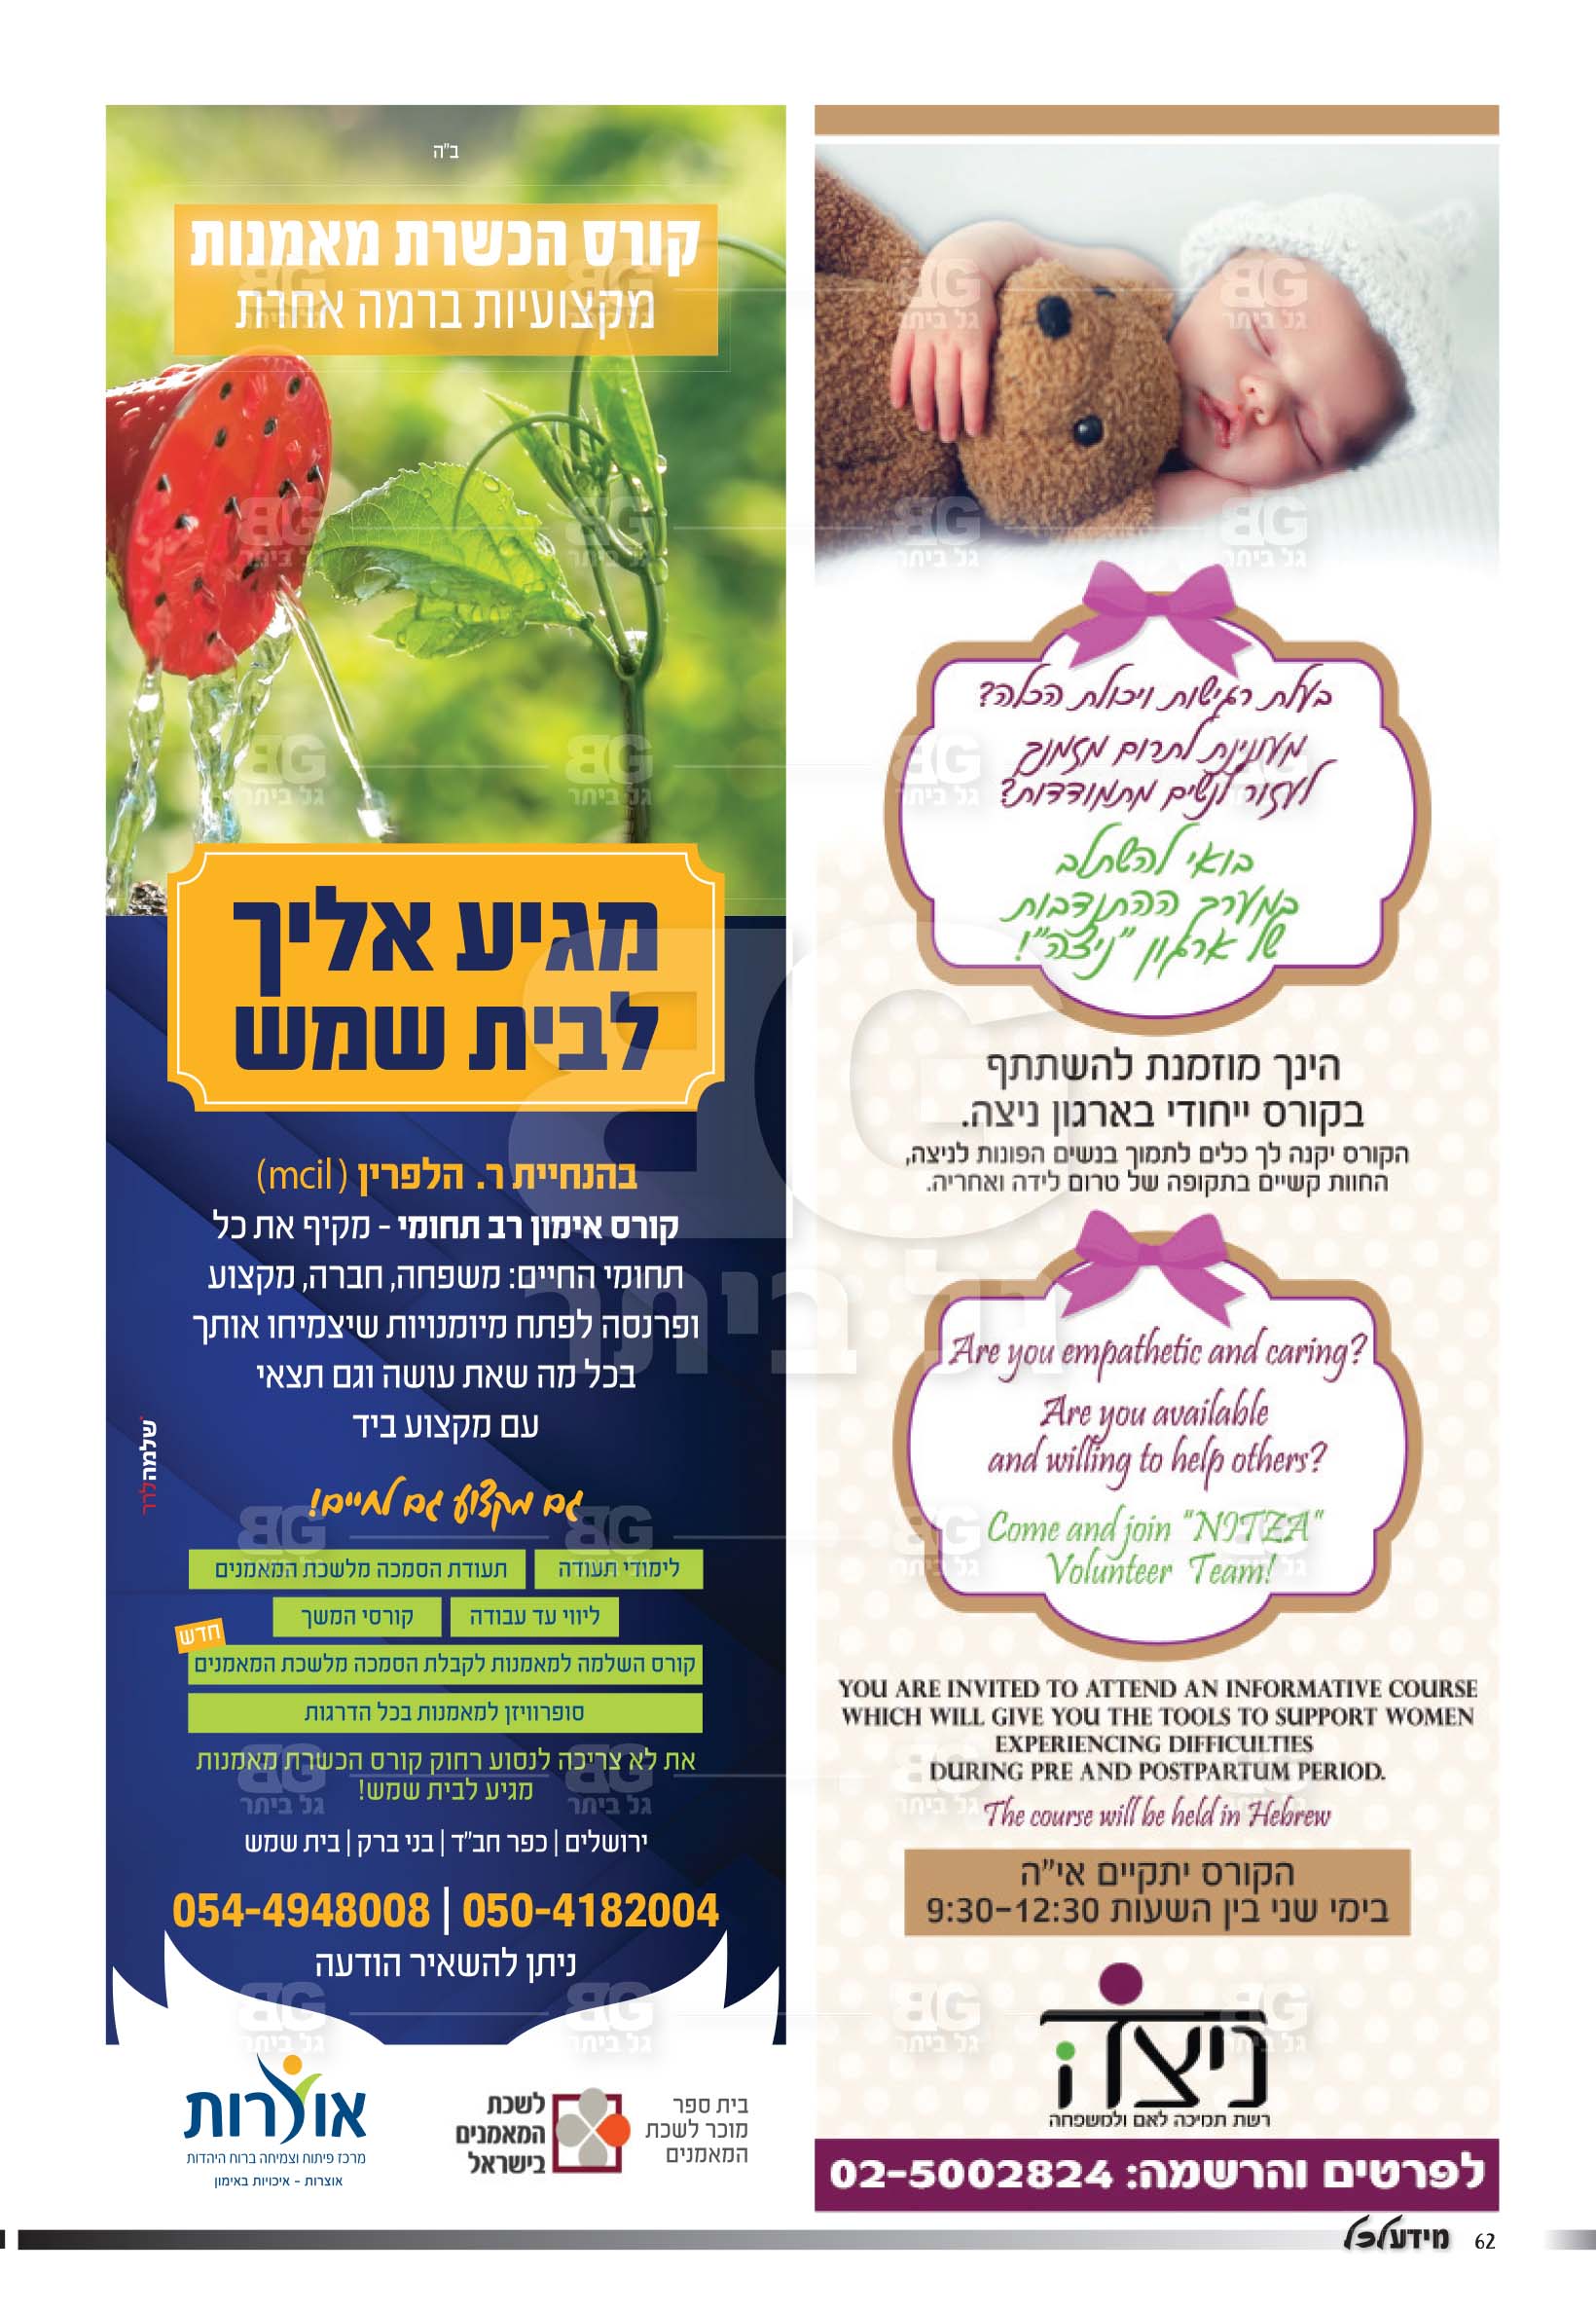 בעלת רגישות ויכולת הכלה?
מעונינת לתרום מזמנך
לעזור לנשים מתמודדות?
בואי להשתלב
במערך ההתנדבות
של ארגון "ניצה"!
הינך מוזמנת להשתתף
בקורס ייחודי בארגון ניצה.
הקורס יקנה לך כלים לתמוך בנשים הפונות לניצה,
החוות קשיים בתקופה של טרום לידה ואחריה.
Are you empathetic and caring?
Are you available
and willing to help others?
Come and join "NITZA"
Volunteer Team!
YOU ARE INVITED TO ATTEND AN INFORMATIVE COURSE
WHICH WILL GIVE YOU THE TOOLS TO SUPPORT WOMEN
EXPERIENCING DIFFICULTIES
DURING PRE AND POSTPARTUM PERIOD.
The course will be held in Hebrew
הקורס יתקיים אי"ה
בימי שני בין השעות 9:30-12:30
ניצה
רשת תמיכה לאם ולמשפחה
לפרטים והרשמה: 02-5002824
ב"ה
קורס הכשרת מאמנות
מקצועיות ברמה אחרת
מגיע אליך
לבית שמש
בהנחיית ר. הלפרין (mcil)
קורס אימון רב תחומי - מקיף את כל
תחומי החיים: משפחה, חברה, מקצוע
ופרנסה לפתח מיומנויות שיצמיחו אותך
בכל מה שאת עושה וגם תצאי
עם מקצוע ביד
שלמהלרר
גם מקצוע גם לחיים!
לימודי תעודה
תעודת הסמכה מלשכת המאמנים
ליווי עד עבודה
קורסי המשך
חדש
קורס השלמה למאמנות לקבלת הסמכה מלשכת המאמנים
סופרוויזן למאמנות בכל הדרגות
את לא צריכה לנסוע רחוק קורס הכשרת מאמנות
מגיע לבית שמש!
ירושלים | כפר חב"ד | בני ברק | בית שמש
054-4948008 | 050-4182004
ניתן להשאיר הודעה
בית ספר
מוכר לשכת
המאמנים
לשכת
המאמנים
בישראל
אוצרות
מרכז פיתוח וצמיחה ברוח היהדות
אוצרות - איכויות באימון
62 מידע לכל
BG
גל ביתר